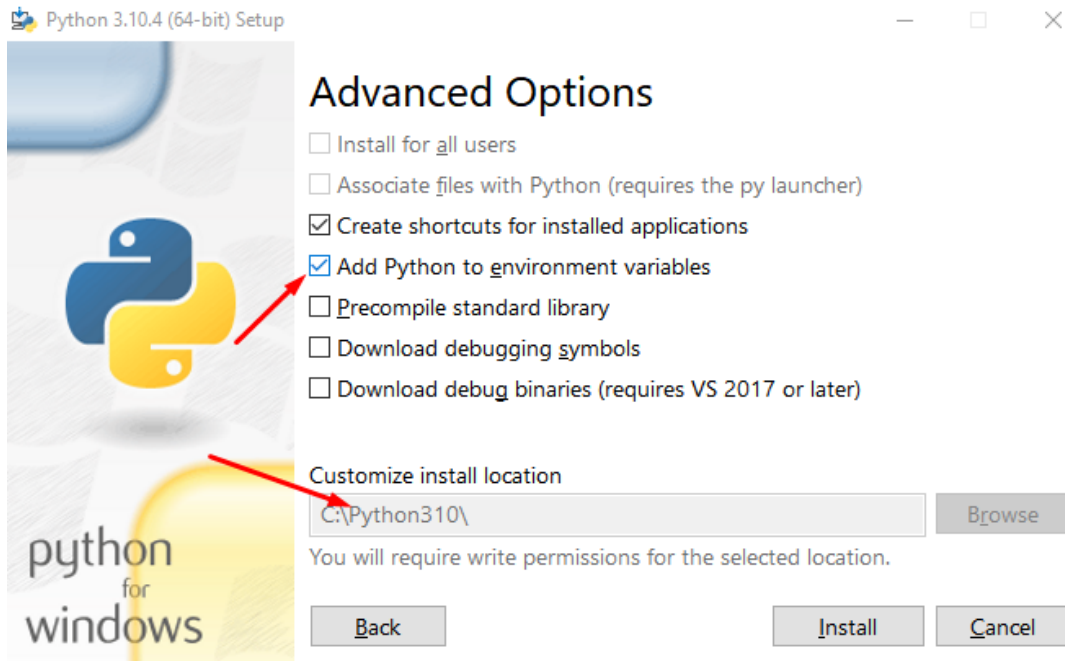 Python 3.10.4 (64-bit) Setup
Advanced Options
Install for all users
Associate files with Python (requires the py launcher)
Create shortcuts for installed applications
Add Python to environment variables
Precompile standard library
Download debugging symbols
Download debug binaries (requires VS 2017 or later)
Customize install location
C:\Python310\
Browse
You will require write permissions for the selected location.
python
for
windows
Back
Install
Cancel